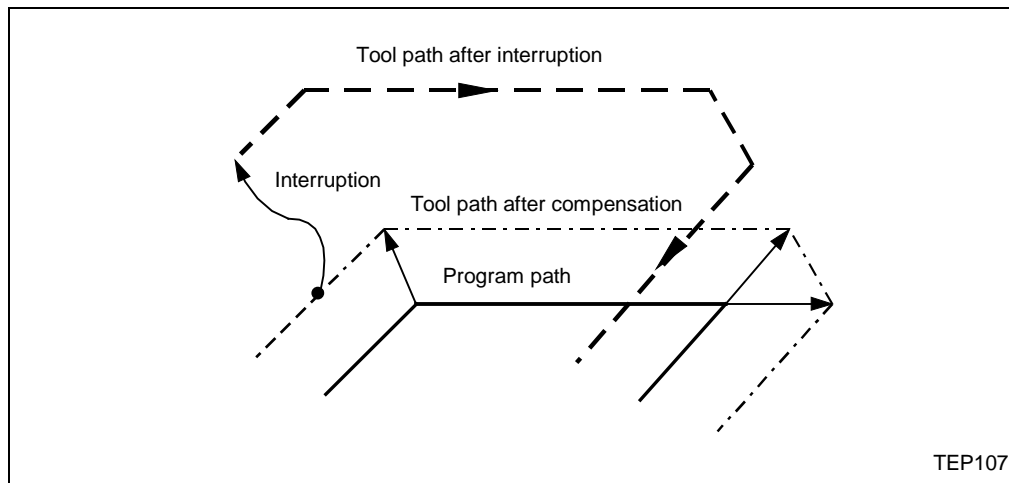 Tool path after interruption
Interruption
Tool path after compensation
Program path
TEP107